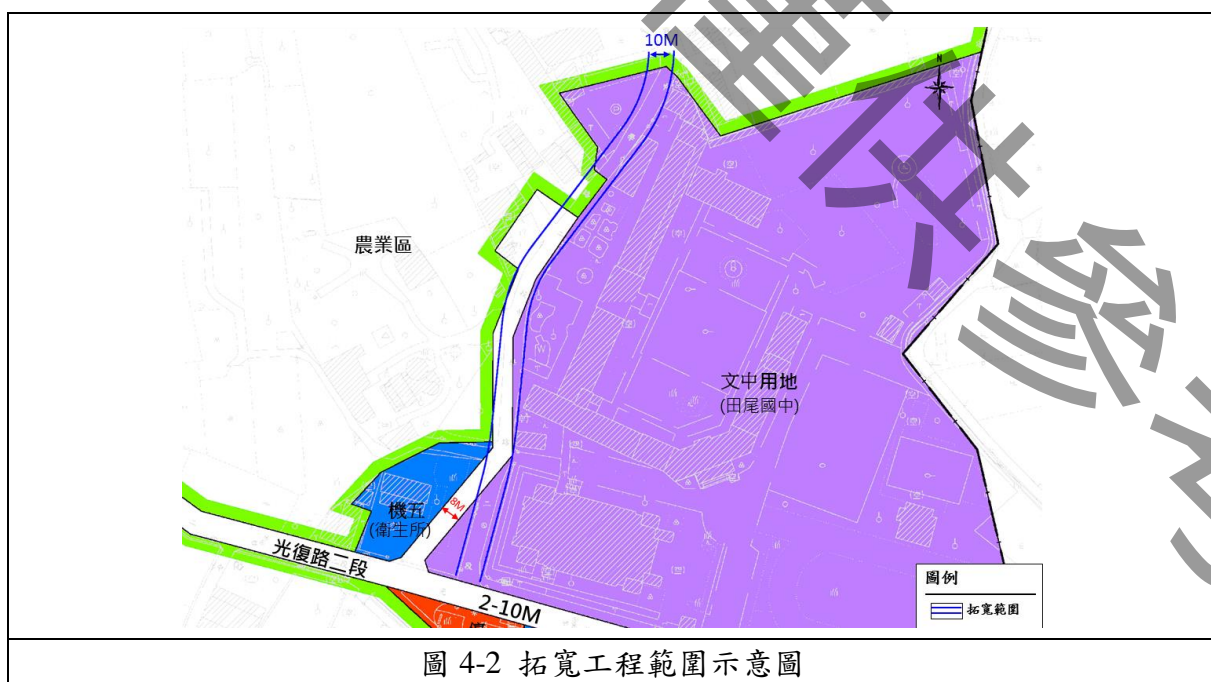 10M
N
農業區
文中用地
(田尾國中)
8M
機五
(衛生所)
光復路二段
2-10M
圖例
拓寬範圍
圖 4-2 拓寬工程範圍示意圖